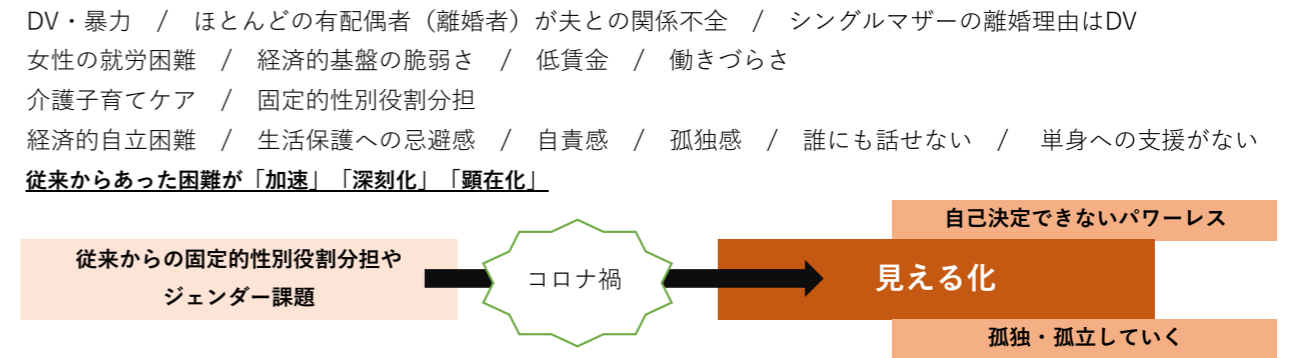 DV・暴力 / ほとんどの有配偶者（離婚者）が夫との関係不全 / シングルマザーの離婚理由はDV
女性の就労困難 / 経済的基盤の脆弱さ / 低賃金 / 働きづらさ
介護子育てケア / 固定的性別役割分担
経済的自立困難 / 生活保護への忌避感 / 自責感 / 孤独感 / 誰にも話せない / 単身への支援がない
従来からあった困難が「加速」「深刻化」「顕在化」
自己決定できないパワーレス
従来からの固定的性別役割分担や
ジェンダー課題
コロナ禍
見える化
孤独・孤立していく